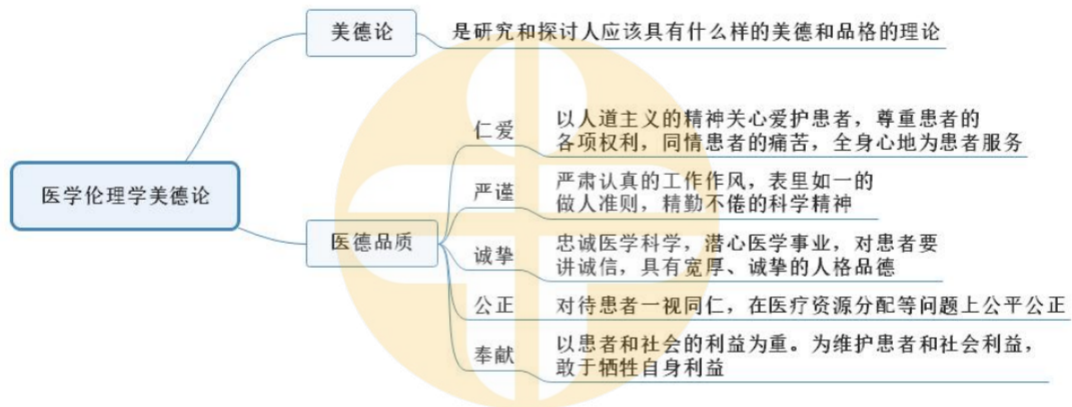 美德论
是研究和探讨人应该具有什么样的美德和品格的理论
医学伦理学美德论
医德品质
仁爱
以人道主义的精神关心爱护患者，尊重患者的
各项权利，同情患者的痛苦，全身心地为患者服务
严谨
严肃认真的工作作风，表里如一的
做人准则，精勤不倦的科学精神
诚挚
忠诚医学科学，潜心医学事业，对患者要
讲诚信，具有宽厚、诚挚的人格品德
公正
对待患者一视同仁，在医疗资源分配等问题上公平公正
奉献
以患者和社会的利益为重。为维护患者和社会利益，
敢于牺牲自身利益